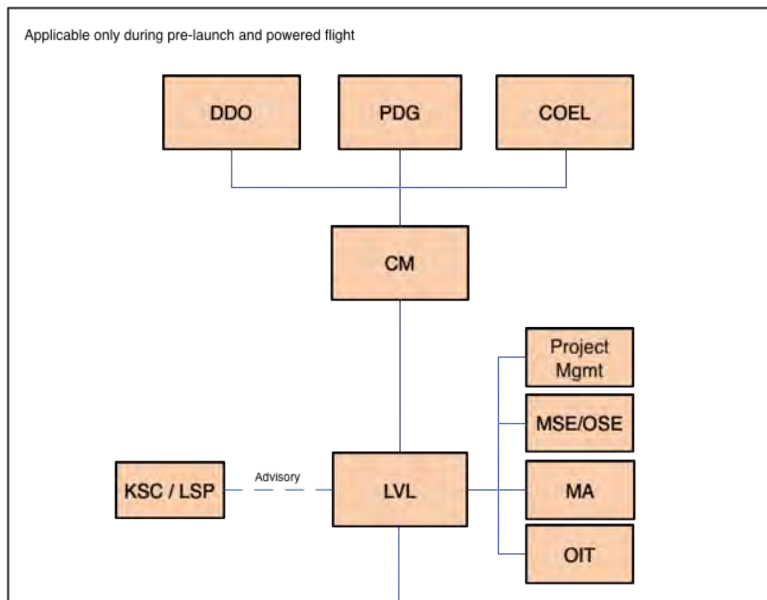 Applicable only during pre-launch and powered flight
DDO
PDG
COEL
CM
Project
Mgmt
MSE/OSE
KSC / LSP
Advisory
LVL
MA
OIT